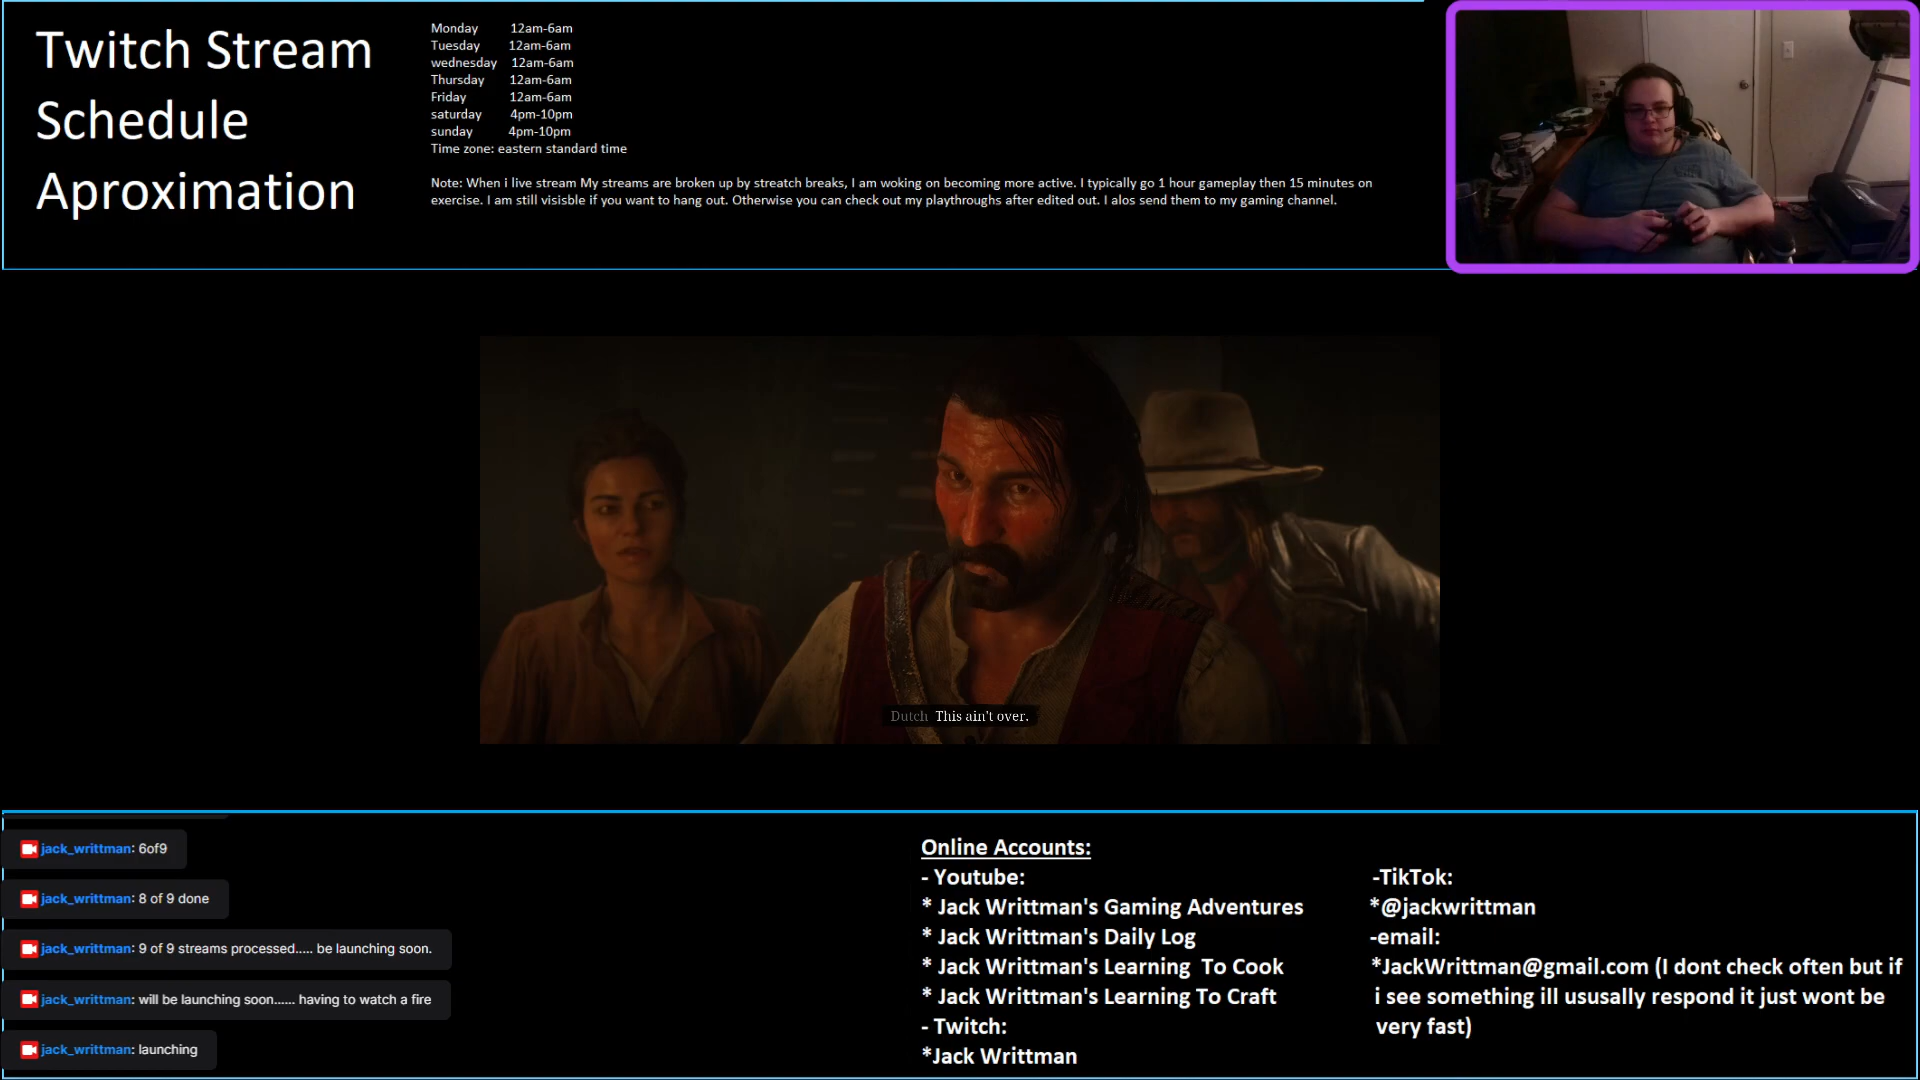 Twitch Stream
Schedule
Aproximation
Monday 12am-6am
Tuesday 12am-6am
wednesday 12am-6am
Thursday 12am-6am
Friday 12am-6am
saturday 4pm-10pm
sunday 4pm-10pm
Time zone: eastern standard time
Note: When i live stream My streams are broken up by streatch breaks, I am woking on becoming more active. I typically go 1 hour gameplay then 15 minutes on
exercise. I am still visisble if you want to hang out. Otherwise you can check out my playthroughs after edited out. I alos send them to my gaming channel.
Dutch This ain't over.
jack_writtman: 6of9
jack_writtman: 8 of 9 done
jack_writtman: 9 of 9 streams processed..... be launching soon.
jack_writtman: will be launching soon...... having to watch a fire
jack_writtman: launching
Online Accounts:
- Youtube:
* Jack Writtman's Gaming Adventures
* Jack Writtman's Daily Log
* Jack Writtman's Learning To Cook
* Jack Writtman's Learning To Craft
- Twitch:
*Jack Writtman
-TikTok:
*@jackwrittman
-email:
*JackWrittman@gmail.com (I dont check often but if
i see something ill ususally respond it just wont be
very fast)